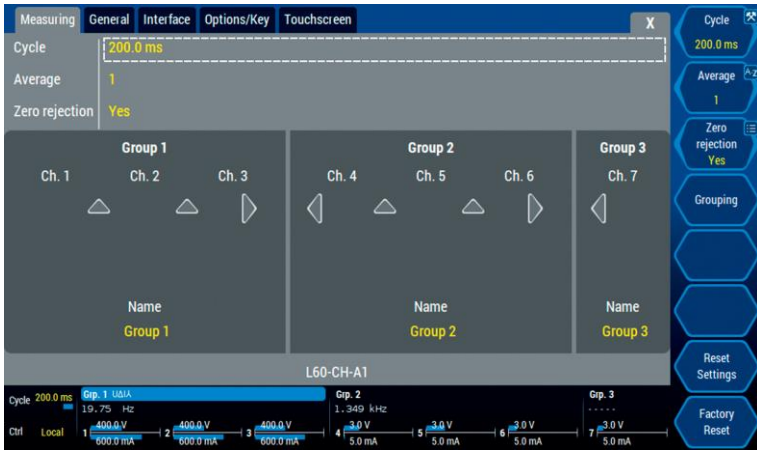 Measuring General Interface Options/Key Touchscreen X
Cycle 200.0 ms
Average 1
Zero rejection Yes
Group 1 Group 2 Group 3
Ch. 1 Ch. 2 Ch. 3 Ch. 4 Ch. 5 Ch. 6 Ch. 7
Name Name Name
Group 1 Group 2 Group 3
L60-CH-A1
Cycle 200.0 ms Grp. 1 U∆I⅄ Grp. 2 Grp. 3
19.75 Hz 1.349 kHz -----
Ctrl Local 1 400.0 V 2 400.0 V 3 400.0 V 4 3.0 V 5 3.0 V 6 3.0 V 7 3.0 V
600.0 mA 600.0 mA 600.0 mA 5.0 mA 5.0 mA 5.0 mA 5.0 mA
Cycle
200.0 ms
Average A-z
1
Zero
rejection
Yes
Grouping
Reset
Settings
Factory
Reset